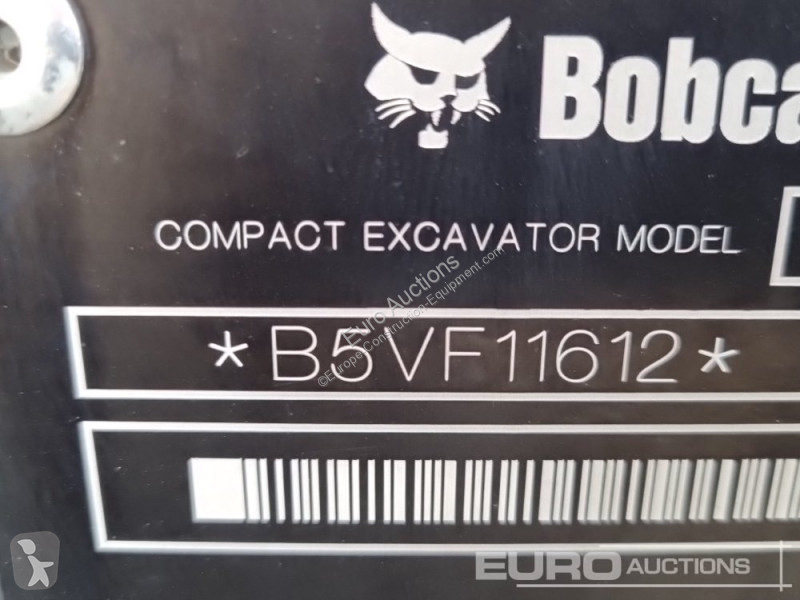 Bobca
COMPACT EXCAVATOR MODEL
Euro Auctions
©Europe-Construction-Equipment.com
*B5VF11612*
EURO AUCTIONS